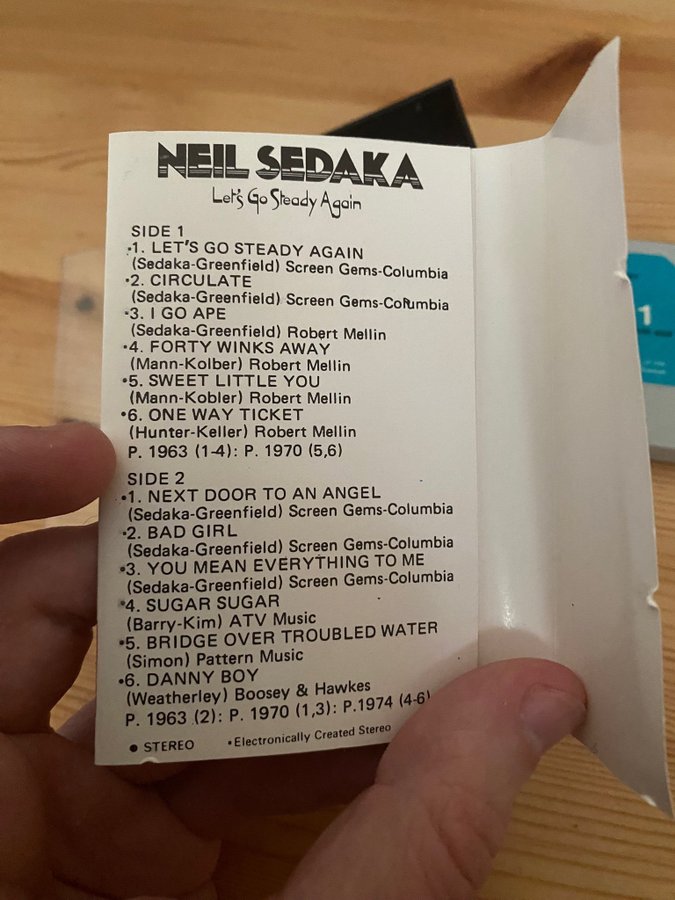 NEIL SEDAKA
Let's Go Steady Again
SIDE 1
•1. LET'S GO STEADY AGAIN
(Sedaka-Greenfield) Screen Gems-Columbia
•2. CIRCULATE
(Sedaka-Greenfield) Screen Gems-Columbia
•3. I GO APE
(Sedaka-Greenfield) Robert Mellin
•4. FORTY WINKS AWAY
(Mann-Kolber) Robert Mellin
•5. SWEET LITTLE YOU
(Mann-Kobler) Robert Mellin
•6. ONE WAY TICKET
(Hunter-Keller) Robert Mellin
P. 1963 (1-4): P. 1970 (5,6)
SIDE 2
•1. NEXT DOOR TO AN ANGEL
(Sedaka-Greenfield) Screen Gems-Columbia
•2. BAD GIRL
(Sedaka-Greenfield) Screen Gems-Columbia
•3. YOU MEAN EVERYTHING TO ME
(Sedaka-Greenfield) Screen Gems-Columbia
•4. SUGAR SUGAR
(Barry-Kim) ATV Music
•5. BRIDGE OVER TROUBLED WATER
(Simon) Pattern Music
•6. DANNY BOY
(Weatherley) Boosey & Hawkes
P. 1963 (2): P. 1970 (1,3): P.1974 (4-6)
● STEREO •Electronically Created Stereo
1